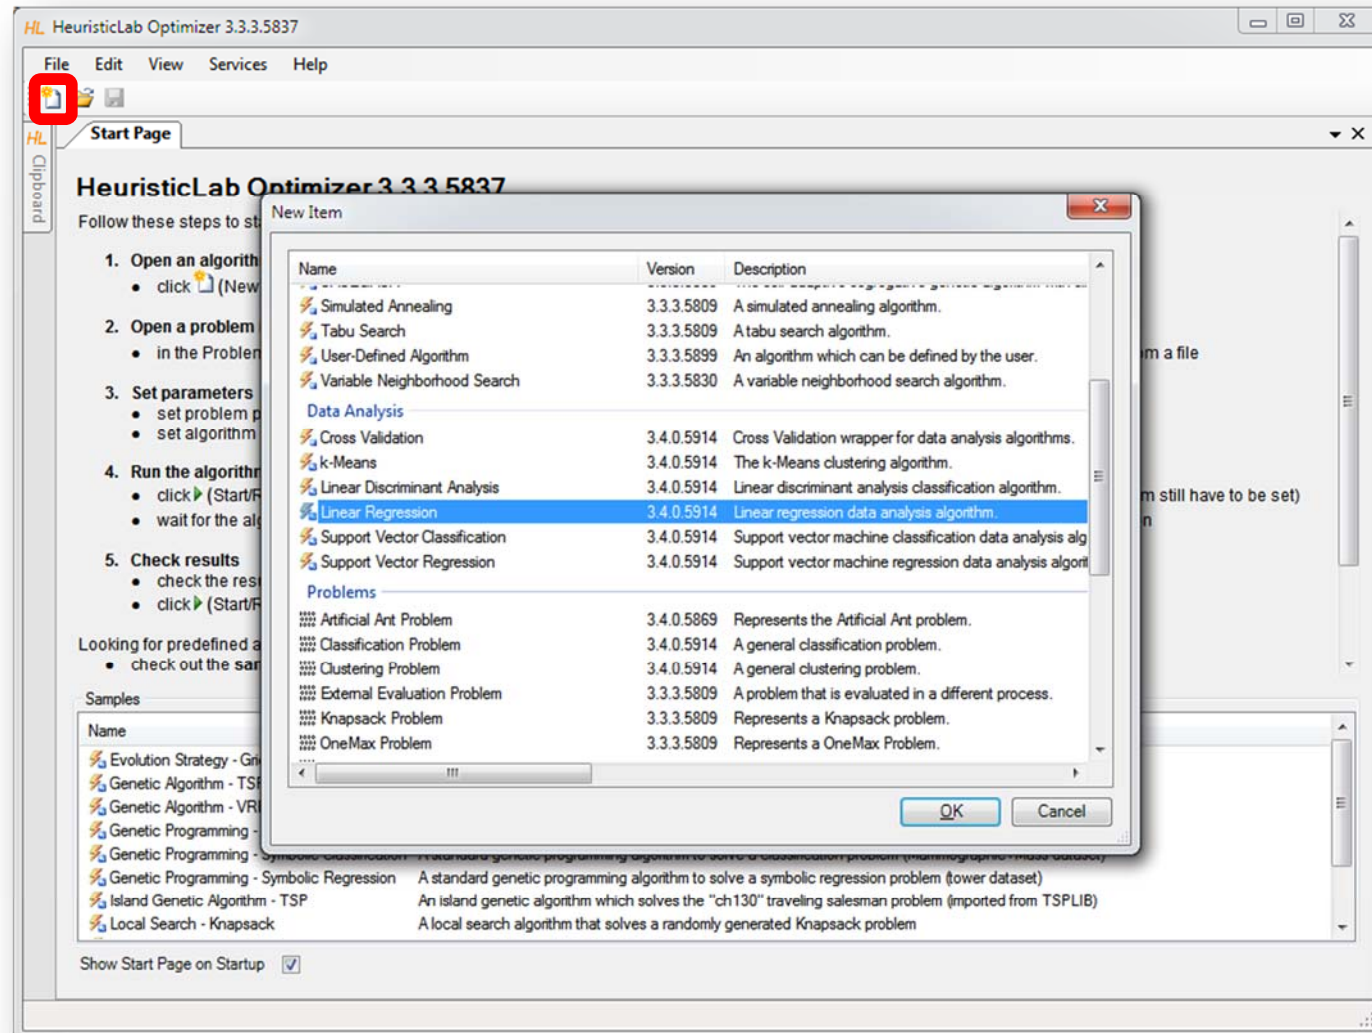 HL HeuristicLab Optimizer 3.3.3.5837
File Edit View Services Help
HL Clipboard
Start Page
HeuristicLab Optimizer 3.3.3.5837
Follow these steps to st
1. Open an algorith
• click (New
2. Open a problem
• in the Problem
om a file
3. Set parameters
• set problem p
• set algorithm
4. Run the algorithm
• click (Start/R
m still have to be set)
• wait for the alg
n
5. Check results
• check the resu
• click (Start/R
Looking for predefined a
• check out the sam
New Item
Name Version Description
Simulated Annealing 3.3.3.5809 A simulated annealing algorithm.
Tabu Search 3.3.3.5809 A tabu search algorithm.
User-Defined Algorithm 3.3.3.5899 An algorithm which can be defined by the user.
Variable Neighborhood Search 3.3.3.5830 A variable neighborhood search algorithm.
Data Analysis
Cross Validation 3.4.0.5914 Cross Validation wrapper for data analysis algorithms.
k-Means 3.4.0.5914 The k-Means clustering algorithm.
Linear Discriminant Analysis 3.4.0.5914 Linear discriminant analysis classification algorithm.
Linear Regression 3.4.0.5914 Linear regression data analysis algorithm.
Support Vector Classification 3.4.0.5914 Support vector machine classification data analysis alg
Support Vector Regression 3.4.0.5914 Support vector machine regression data analysis algorit
Problems
Artificial Ant Problem 3.4.0.5869 Represents the Artificial Ant problem.
Classification Problem 3.4.0.5914 A general classification problem.
Clustering Problem 3.4.0.5914 A general clustering problem.
External Evaluation Problem 3.3.3.5809 A problem that is evaluated in a different process.
Knapsack Problem 3.3.3.5809 Represents a Knapsack problem.
OneMax Problem 3.3.3.5809 Represents a OneMax Problem.
OK Cancel
Samples
Name
Evolution Strategy - Grie
Genetic Algorithm - TSP
Genetic Algorithm - VRP
Genetic Programming -
Genetic Programming - Symbolic Classification A standard genetic programming algorithm to solve a classification problem (Mammographic+Mass dataset)
Genetic Programming - Symbolic Regression A standard genetic programming algorithm to solve a symbolic regression problem (tower dataset)
Island Genetic Algorithm - TSP An island genetic algorithm which solves the "ch130" traveling salesman problem (imported from TSPLIB)
Local Search - Knapsack A local search algorithm that solves a randomly generated Knapsack problem
Show Start Page on Startup